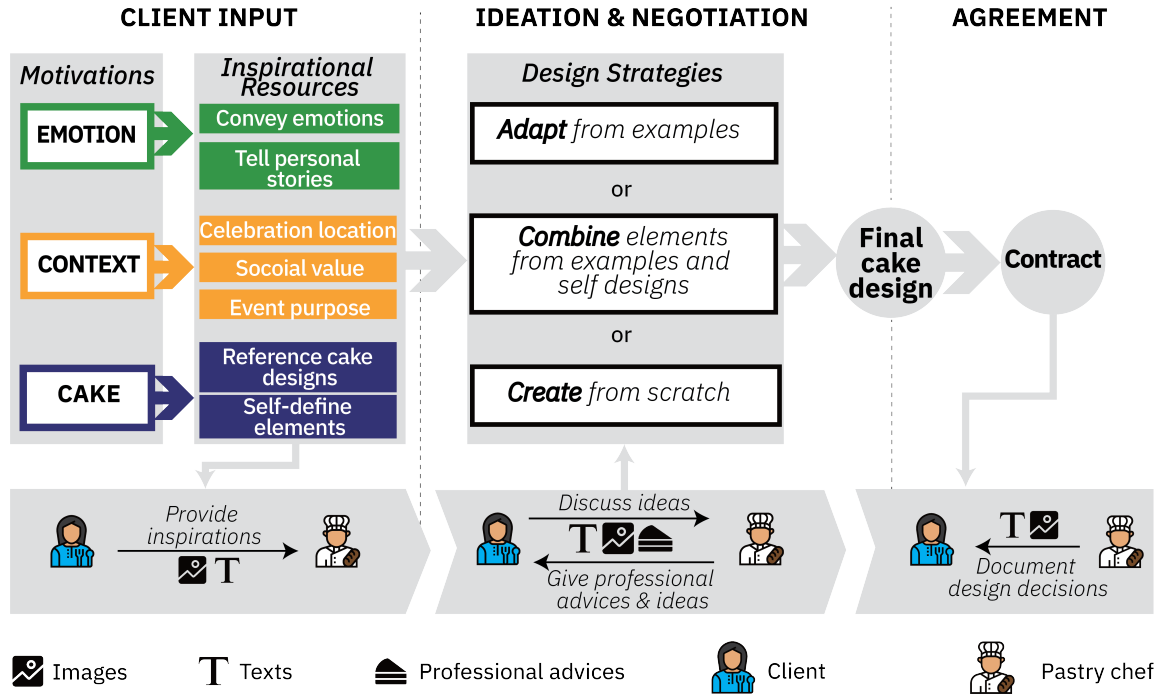 CLIENT INPUT
IDEATION & NEGOTIATION
AGREEMENT
Motivations
Inspirational
Resources
EMOTION
Convey emotions
Tell personal
stories
CONTEXT
Celebration location
Socoial value
Event purpose
CAKE
Reference cake
designs
Self-define
elements
Design Strategies
Adapt from examples
or
Combine elements
from examples and
self designs
or
Create from scratch
Final
cake
design
Contract
Provide
inspirations
T
Discuss ideas
T
Give professional
advices & ideas
T
Document
design decisions
Images
T Texts
Professional advices
Client
Pastry chef